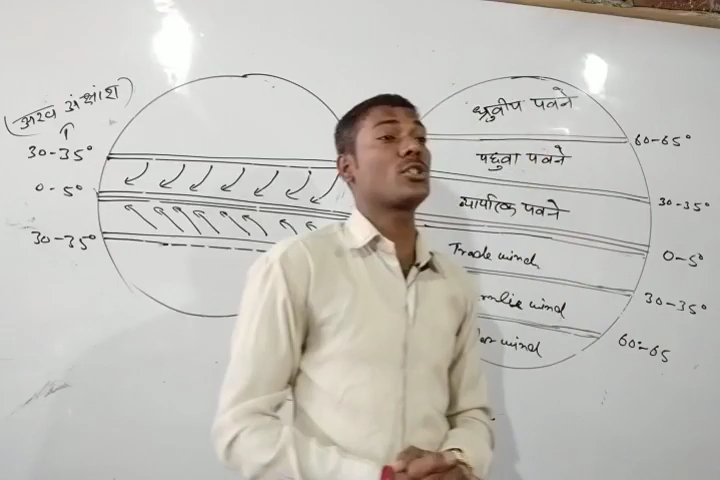 (अश्व अंक्षांश)
30-35°
0-5°
30-35°
ध्रुवीय पवने
60-65°
पछुवा पवने
30-35°
व्यापारिक पवने
0-5°
Trade wind
30-35°
wind
60-65
wind